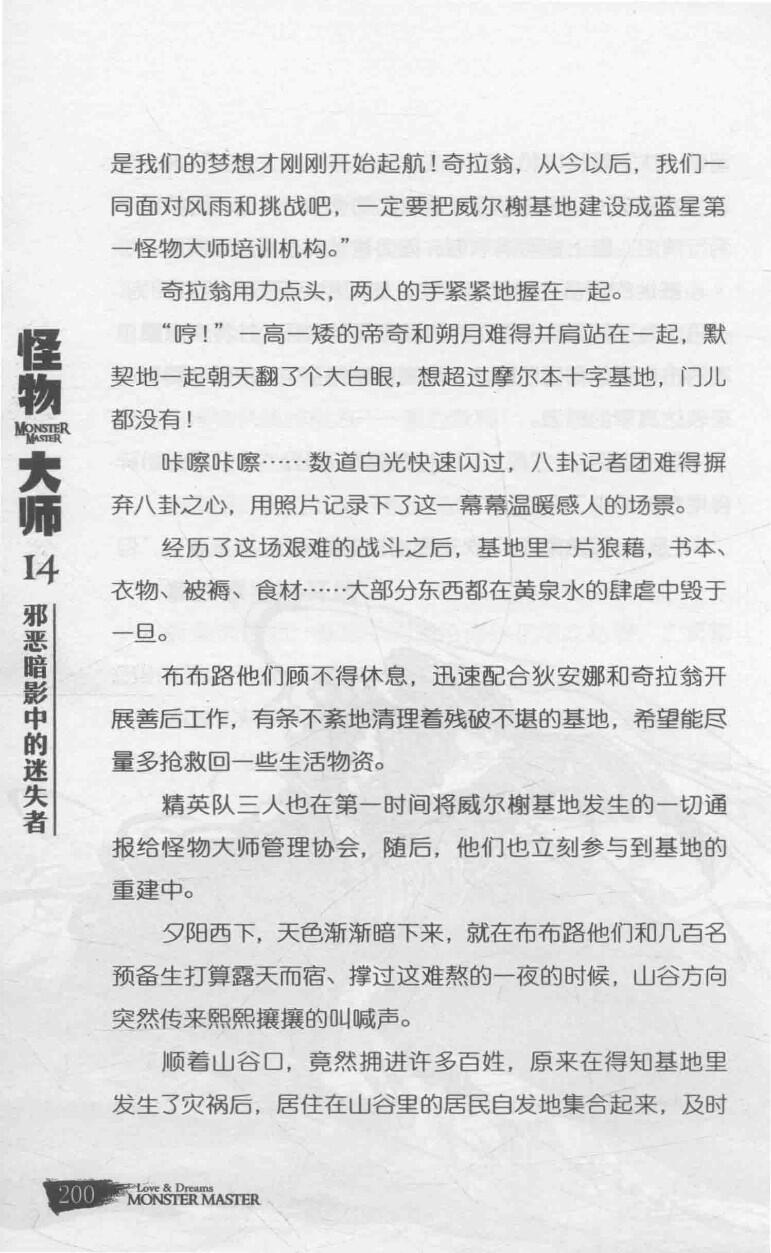 是我们的梦想才刚刚开始起航！奇拉翁，从今以后，我们一
同面对风雨和挑战吧，一定要把威尔榭基地建设成蓝星第
一怪物大师培训机构。”
奇拉翁用力点头，两人的手紧紧地握在一起。
“哼！”一高一矮的帝奇和朔月难得并肩站在一起，默
契地一起朝天翻了个大白眼，想超过摩尔本十字基地，门儿
都没有！
咔嚓咔嚓……数道白光快速闪过，八卦记者团难得摒
弃八卦之心，用照片记录下了这一幕幕温暖感人的场景。
经历了这场艰难的战斗之后，基地里一片狼藉，书本、
衣物、被褥、食材……大部分东西都在黄泉水的肆虐中毁于
一旦。
布布路他们顾不得休息，迅速配合狄安娜和奇拉翁开
展善后工作，有条不紊地清理着残破不堪的基地，希望能尽
量多抢救回一些生活物资。
精英队三人也在第一时间将威尔榭基地发生的一切通
报给怪物大师管理协会，随后，他们也立刻参与到基地的
重建中。
夕阳西下，天色渐渐暗下来，就在布布路他们和几百名
预备生打算露天而宿、撑过这难熬的一夜的时候，山谷方向
突然传来熙熙攘攘的叫喊声。
顺着山谷口，竟然拥进许多百姓，原来在得知基地里
发生了灾祸后，居住在山谷里的居民自发地集合起来，及时
怪物
MONSTER
MASTER
大师
14
邪恶暗影中的迷失者
200
Love & Dreams
MONSTER MASTER